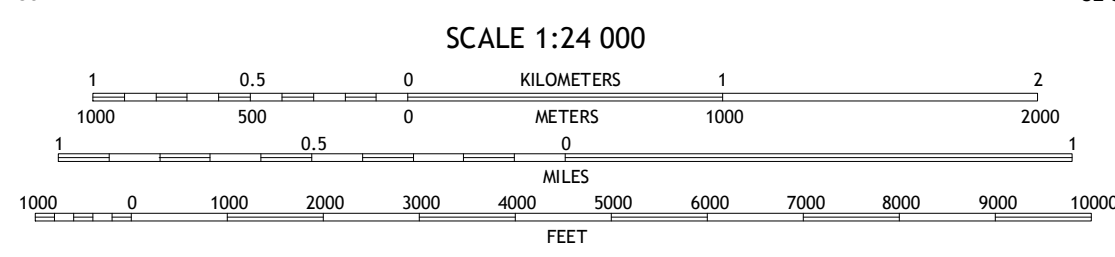 SCALE 1:24 000
1 0.5 0 KILOMETERS 1 2
1000 500 0 METERS 1000 2000
1 0.5 0 1
MILES
1000 0 1000 2000 3000 4000 5000 6000 7000 8000 9000 10000
FEET